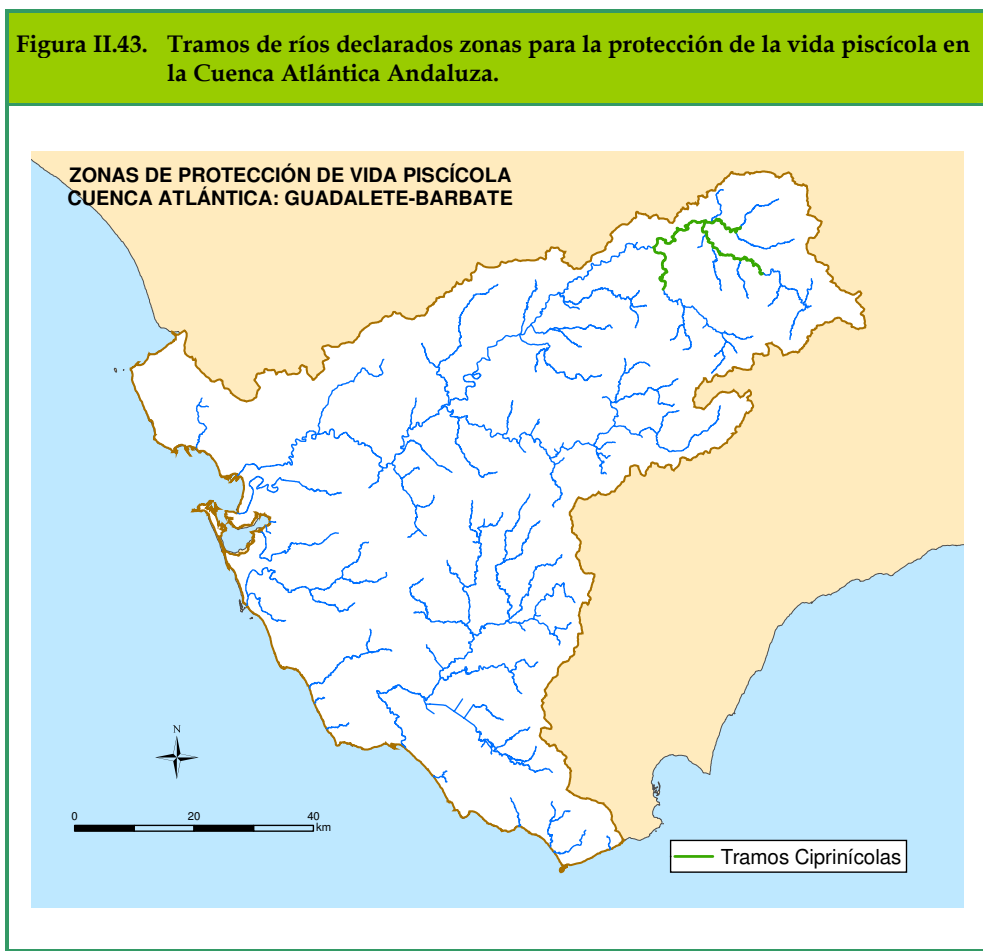 Figura II.43. Tramos de ríos declarados zonas para la protección de la vida piscícola en
la Cuenca Atlántica Andaluza.
ZONAS DE PROTECCIÓN DE VIDA PISCÍCOLA
CUENCA ATLÁNTICA: GUADALETE-BARBATE
N
0 20 40
km
Tramos Ciprinícolas